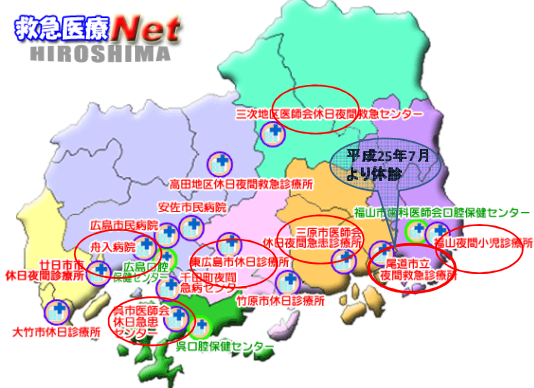 救急医療Net
HIROSHIMA
三次地区医師会休日夜間救急センター
平成25年7月
より休診
高田地区休日夜間救急診療所
福山市歯科医師会口腔保健センター
安佐市民病院
広島市民病院
三原市医師会
休日夜間急患診療所
福山夜間小児診療所
舟入病院
東広島市休日診療所
尾道市立
夜間救急診療所
廿日市市
休日夜間診療所
広島口腔
保健センター
千田町夜間
急病センター
竹原市休日診療所
呉市医師会
休日急患
センター
大竹市休日診療所
呉口腔保健センター